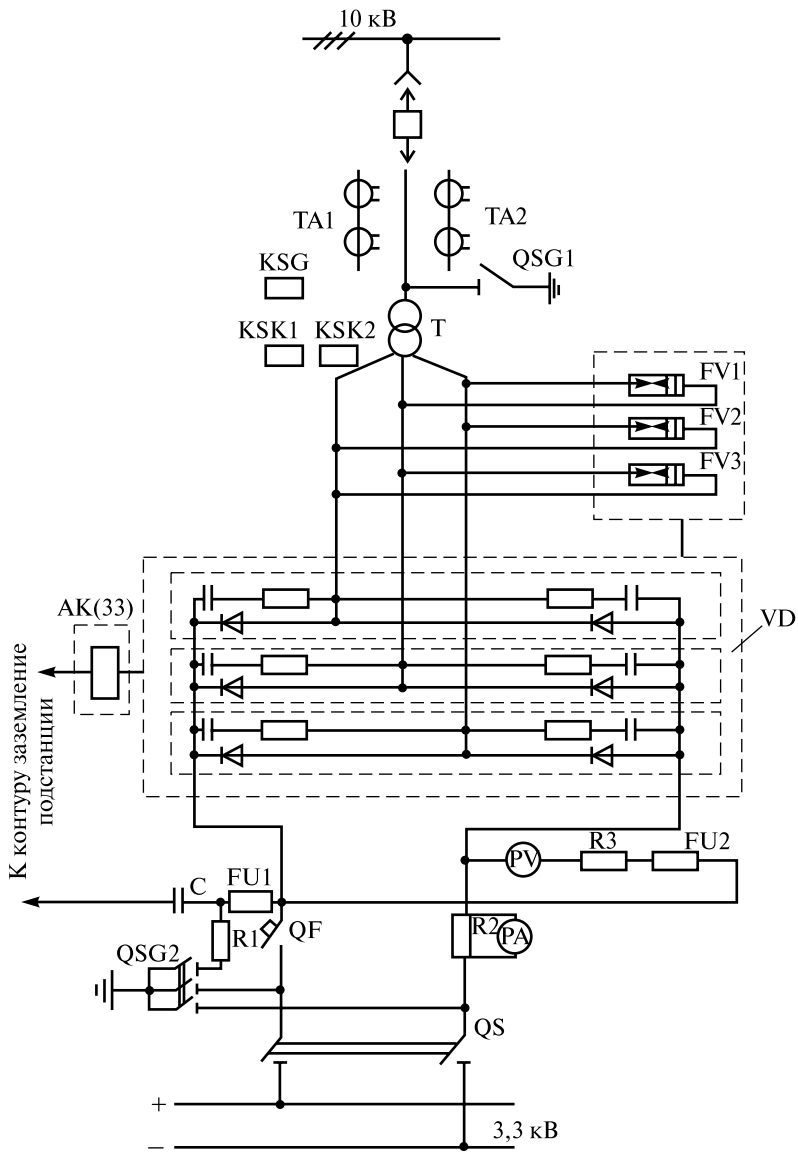 10 кВ
TA1
TA2
KSG
QSG1
KSK1
KSK2
T
FV1
FV2
FV3
АК(33)
VD
К контуру заземление
подстанции
PV
R3
FU2
C
FU1
R1
QF
R2
PA
QSG2
QS
+
3,3 кВ
–